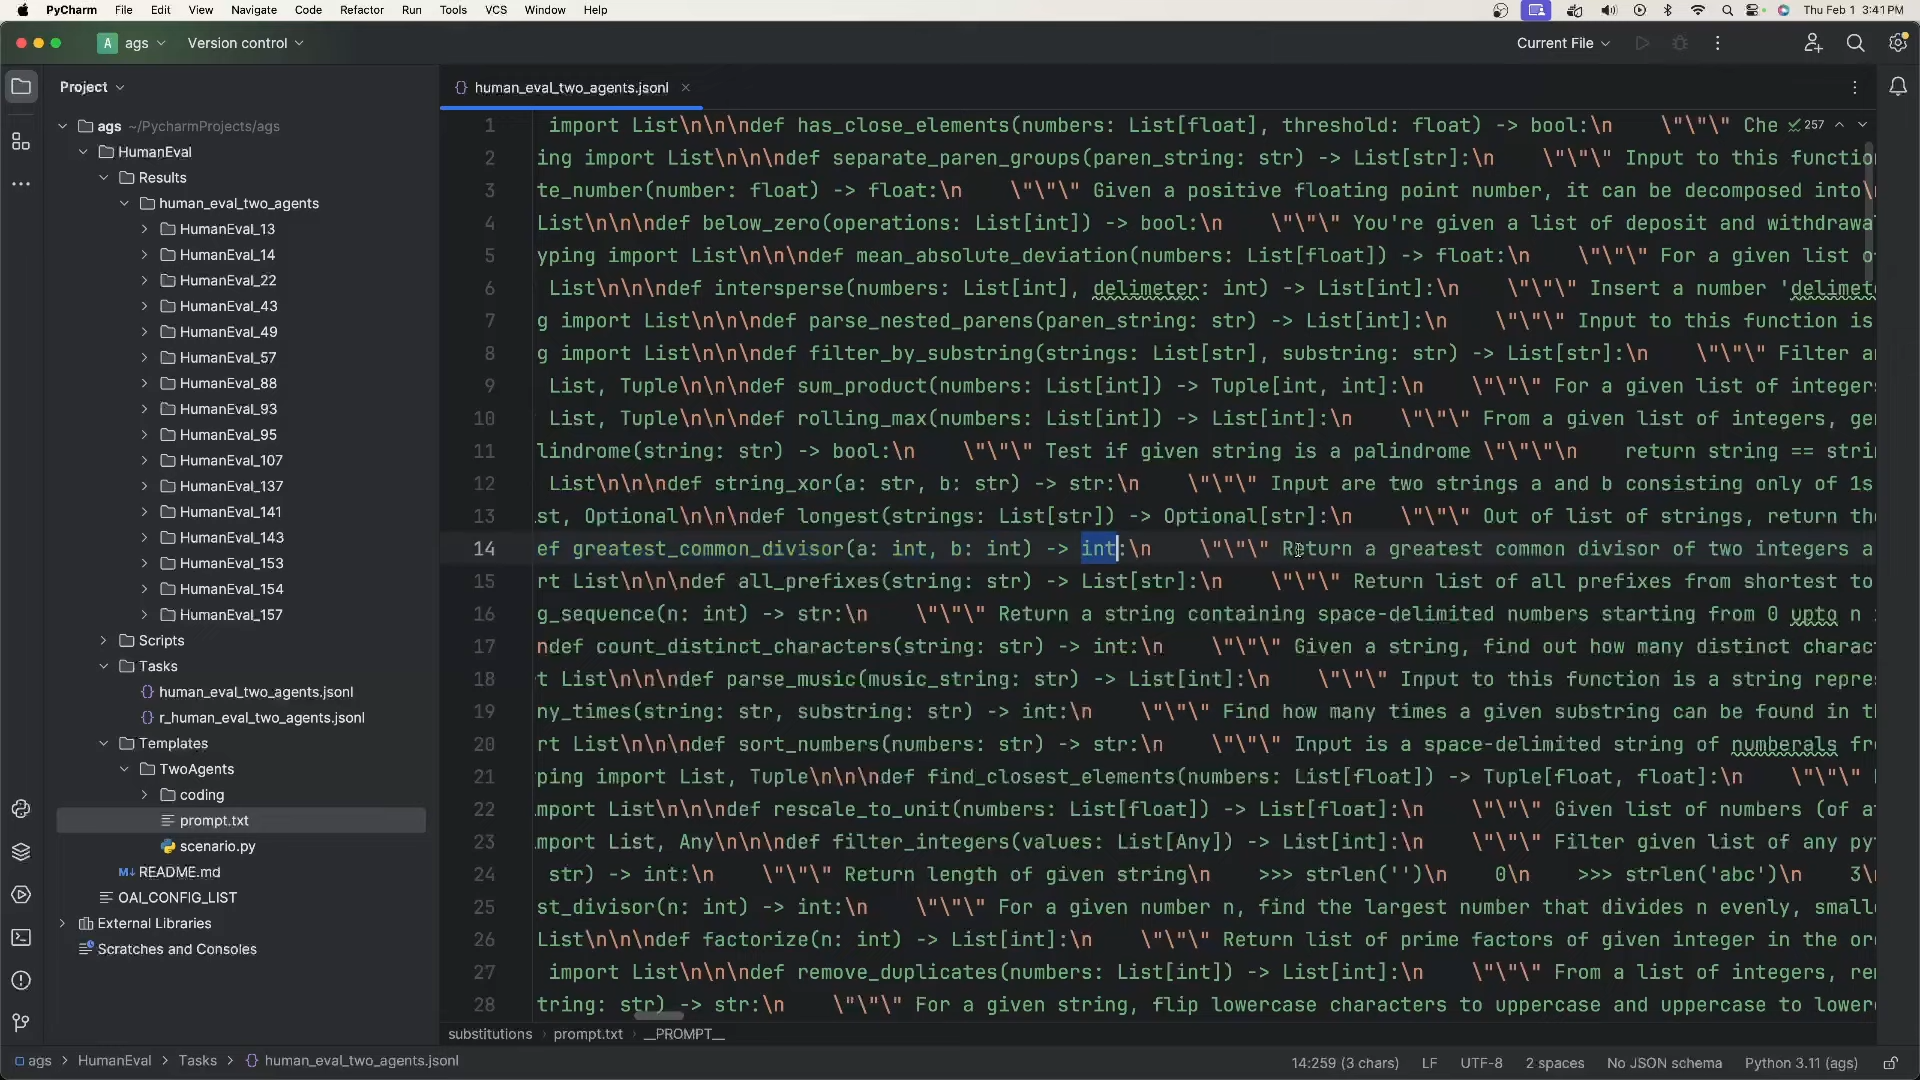 PyCharm File Edit View Navigate Code Refactor Run Tools VCS Window Help Thu Feb 1 3:41 PM
A ags Version control Current File
Project
human_eval_two_agents.jsonl
ags ~/PycharmProjects/ags
HumanEval
Results
human_eval_two_agents
HumanEval_13
HumanEval_14
HumanEval_22
HumanEval_43
HumanEval_49
HumanEval_57
HumanEval_88
HumanEval_93
HumanEval_95
HumanEval_107
HumanEval_137
HumanEval_141
HumanEval_143
HumanEval_153
HumanEval_154
HumanEval_157
Scripts
Tasks
human_eval_two_agents.jsonl
r_human_eval_two_agents.jsonl
Templates
TwoAgents
coding
prompt.txt
scenario.py
M↓ README.md
OAI_CONFIG_LIST
External Libraries
Scratches and Consoles
1 import List\n\n\ndef has_close_elements(numbers: List[float], threshold: float) -> bool:\n    \"\"\" Che 257
2 ing import List\n\n\ndef separate_paren_groups(paren_string: str) -> List[str]:\n    \"\"\" Input to this functio
3 te_number(number: float) -> float:\n    \"\"\" Given a positive floating point number, it can be decomposed into\
4 List\n\n\ndef below_zero(operations: List[int]) -> bool:\n    \"\"\" You're given a list of deposit and withdrawa
5 yping import List\n\n\ndef mean_absolute_deviation(numbers: List[float]) -> float:\n    \"\"\" For a given list o
6 List\n\n\ndef intersperse(numbers: List[int], delimeter: int) -> List[int]:\n    \"\"\" Insert a number 'delimet
7 g import List\n\n\ndef parse_nested_parens(paren_string: str) -> List[int]:\n    \"\"\" Input to this function is
8 g import List\n\n\ndef filter_by_substring(strings: List[str], substring: str) -> List[str]:\n    \"\"\" Filter a
9 List, Tuple\n\n\ndef sum_product(numbers: List[int]) -> Tuple[int, int]:\n    \"\"\" For a given list of integer
10 List, Tuple\n\n\ndef rolling_max(numbers: List[int]) -> List[int]:\n    \"\"\" From a given list of integers, ge
11 lindrome(string: str) -> bool:\n    \"\"\" Test if given string is a palindrome \"\"\"\n    return string == stri
12 List\n\n\ndef string_xor(a: str, b: str) -> str:\n    \"\"\" Input are two strings a and b consisting only of 1s
13 st, Optional\n\n\ndef longest(strings: List[str]) -> Optional[str]:\n    \"\"\" Out of list of strings, return th
14 ef greatest_common_divisor(a: int, b: int) -> int:\n    \"\"\" Return a greatest common divisor of two integers a
15 rt List\n\n\ndef all_prefixes(string: str) -> List[str]:\n    \"\"\" Return list of all prefixes from shortest to
16 g_sequence(n: int) -> str:\n    \"\"\" Return a string containing space-delimited numbers starting from 0 upto n
17 ndef count_distinct_characters(string: str) -> int:\n    \"\"\" Given a string, find out how many distinct charac
18 t List\n\n\ndef parse_music(music_string: str) -> List[int]:\n    \"\"\" Input to this function is a string repre
19 ny_times(string: str, substring: str) -> int:\n    \"\"\" Find how many times a given substring can be found in t
20 rt List\n\n\ndef sort_numbers(numbers: str) -> str:\n    \"\"\" Input is a space-delimited string of numberals fr
21 ping import List, Tuple\n\n\ndef find_closest_elements(numbers: List[float]) -> Tuple[float, float]:\n    \"\"\"
22 mport List\n\n\ndef rescale_to_unit(numbers: List[float]) -> List[float]:\n    \"\"\" Given list of numbers (of a
23 mport List, Any\n\n\ndef filter_integers(values: List[Any]) -> List[int]:\n    \"\"\" Filter given list of any py
24 str) -> int:\n    \"\"\" Return length of given string\n    >>> strlen('')\n    0\n    >>> strlen('abc')\n    3\
25 st_divisor(n: int) -> int:\n    \"\"\" For a given number n, find the largest number that divides n evenly, small
26 List\n\n\ndef factorize(n: int) -> List[int]:\n    \"\"\" Return list of prime factors of given integer in the or
27 import List\n\n\ndef remove_duplicates(numbers: List[int]) -> List[int]:\n    \"\"\" From a list of integers, re
28 tring: str) -> str:\n    \"\"\" For a given string, flip lowercase characters to uppercase and uppercase to lower
substitutions prompt.txt __PROMPT__
ags HumanEval Tasks human_eval_two_agents.jsonl 14:259 (3 chars) LF UTF-8 2 spaces No JSON schema Python 3.11 (ags)